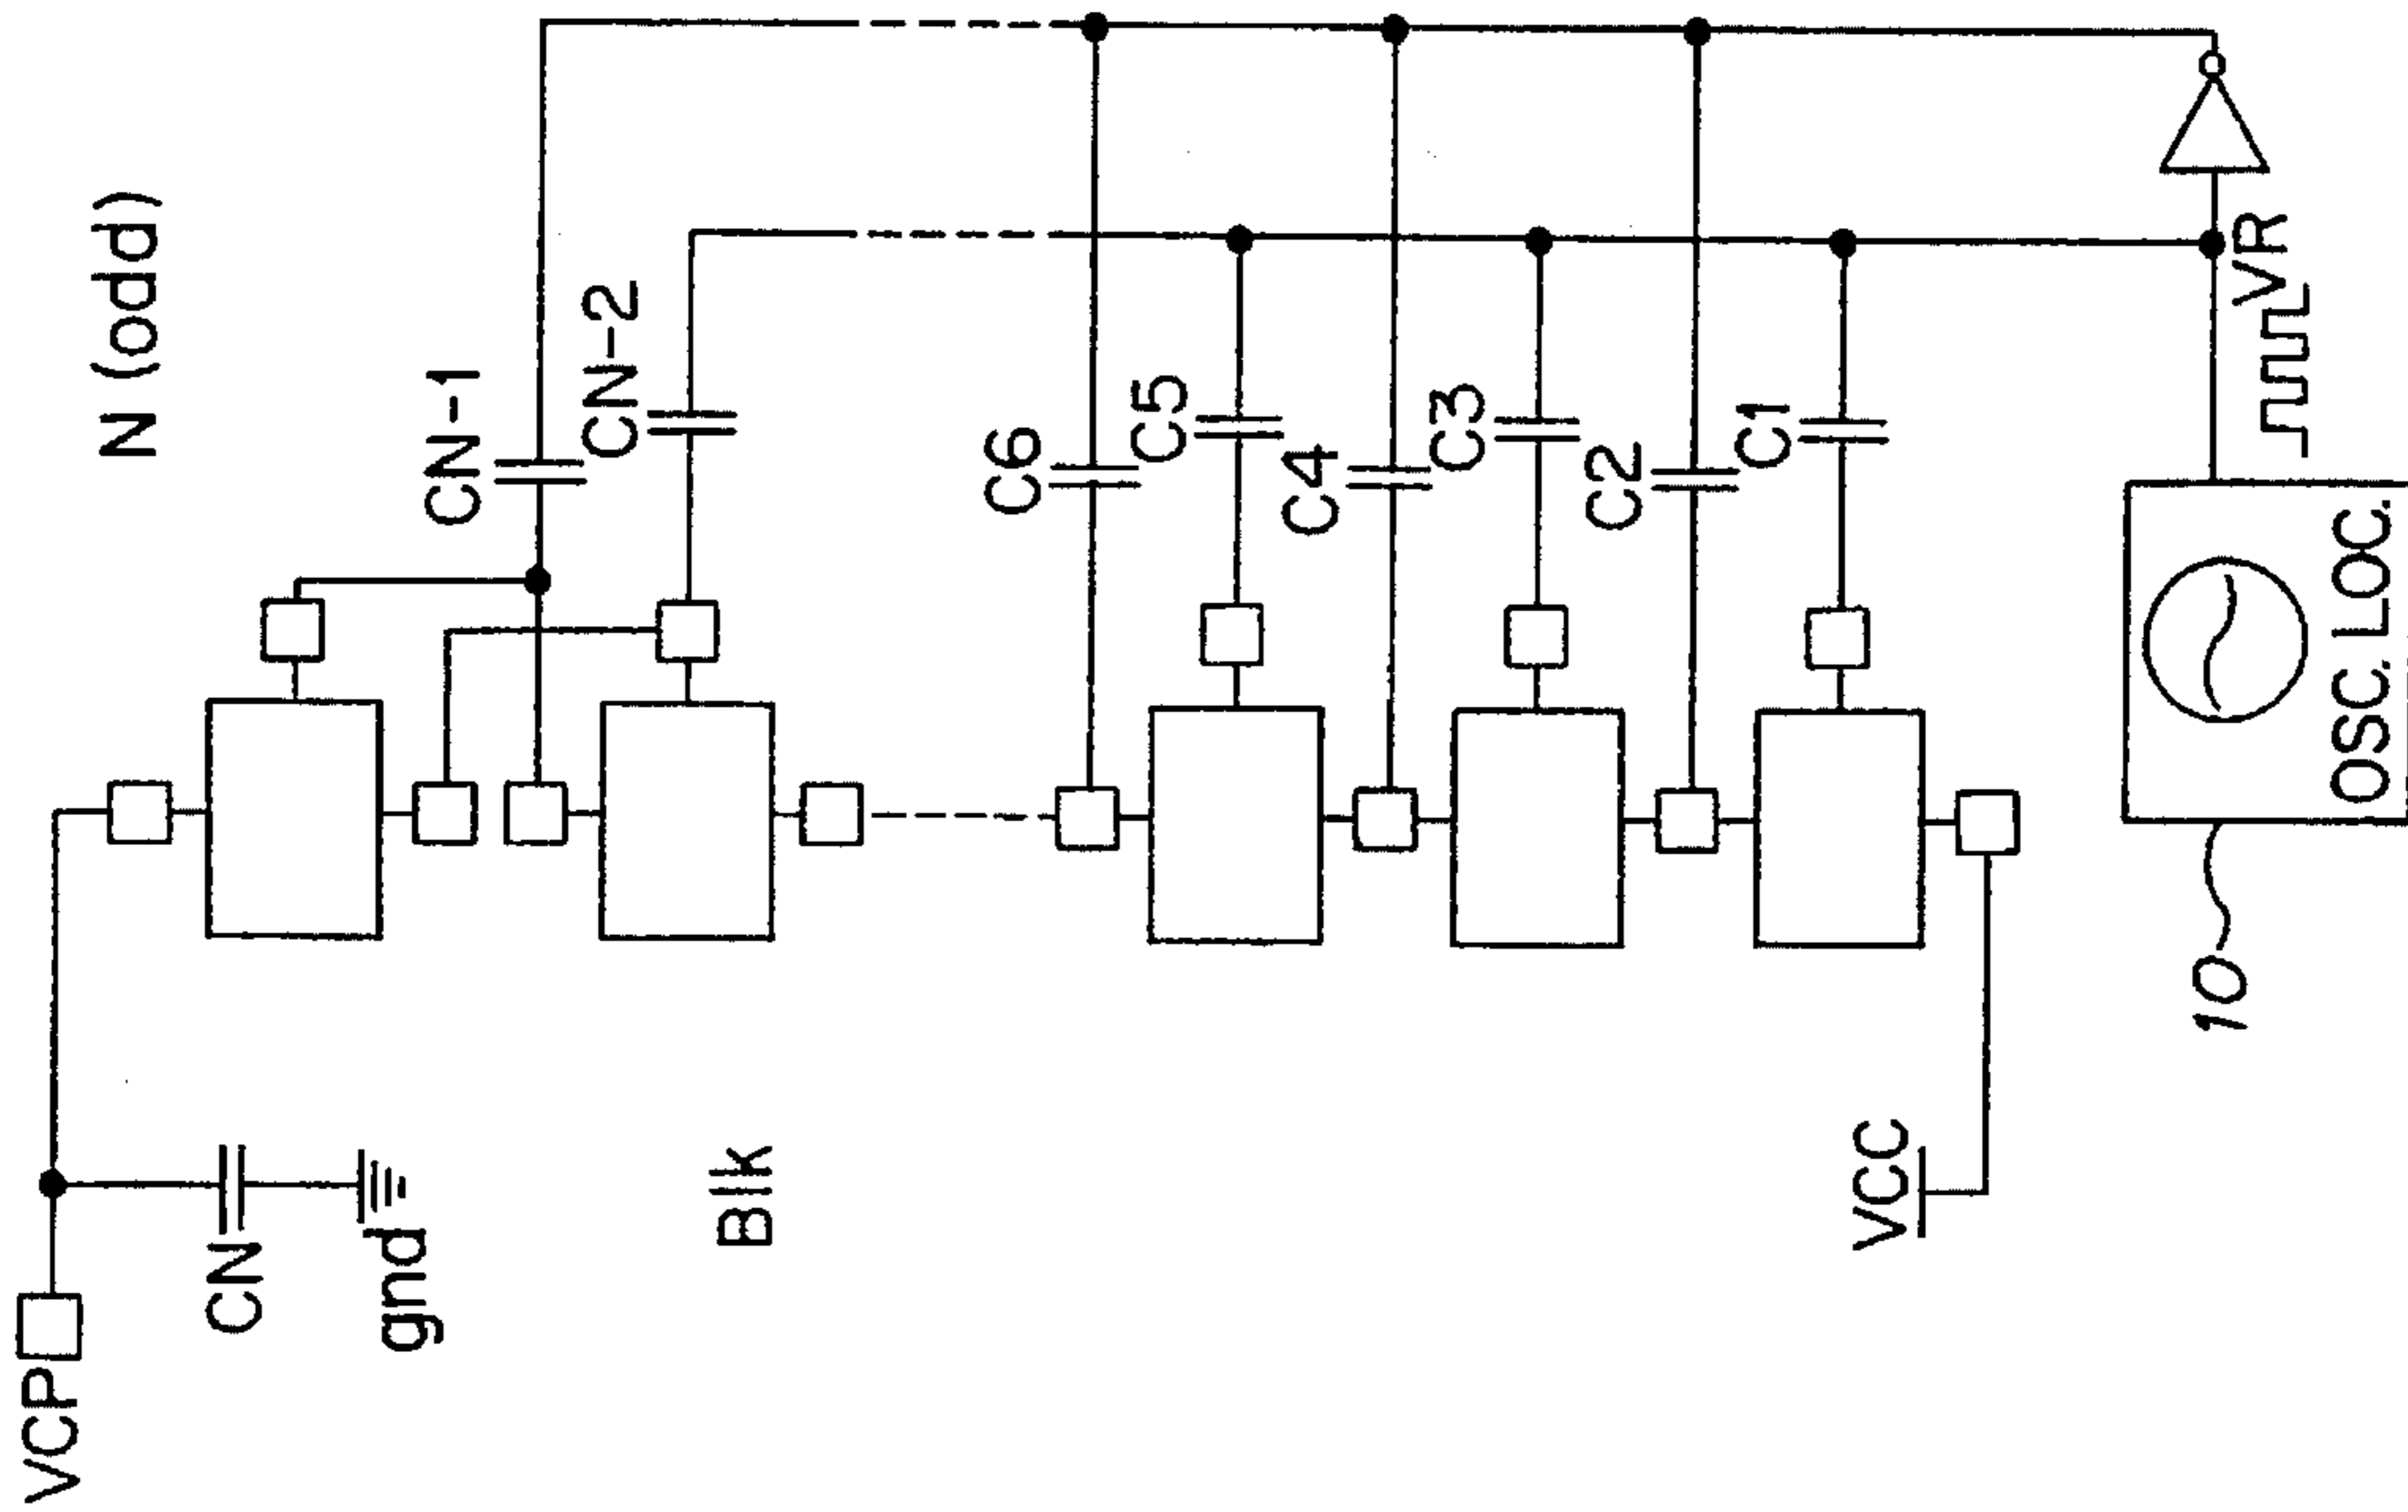 N (odd)
CN-1
CN-2
C6
C5
C4
C3
C2
C1
VR
OSC. LOC.
10
VCC
Blk
gnd
CN
VCP